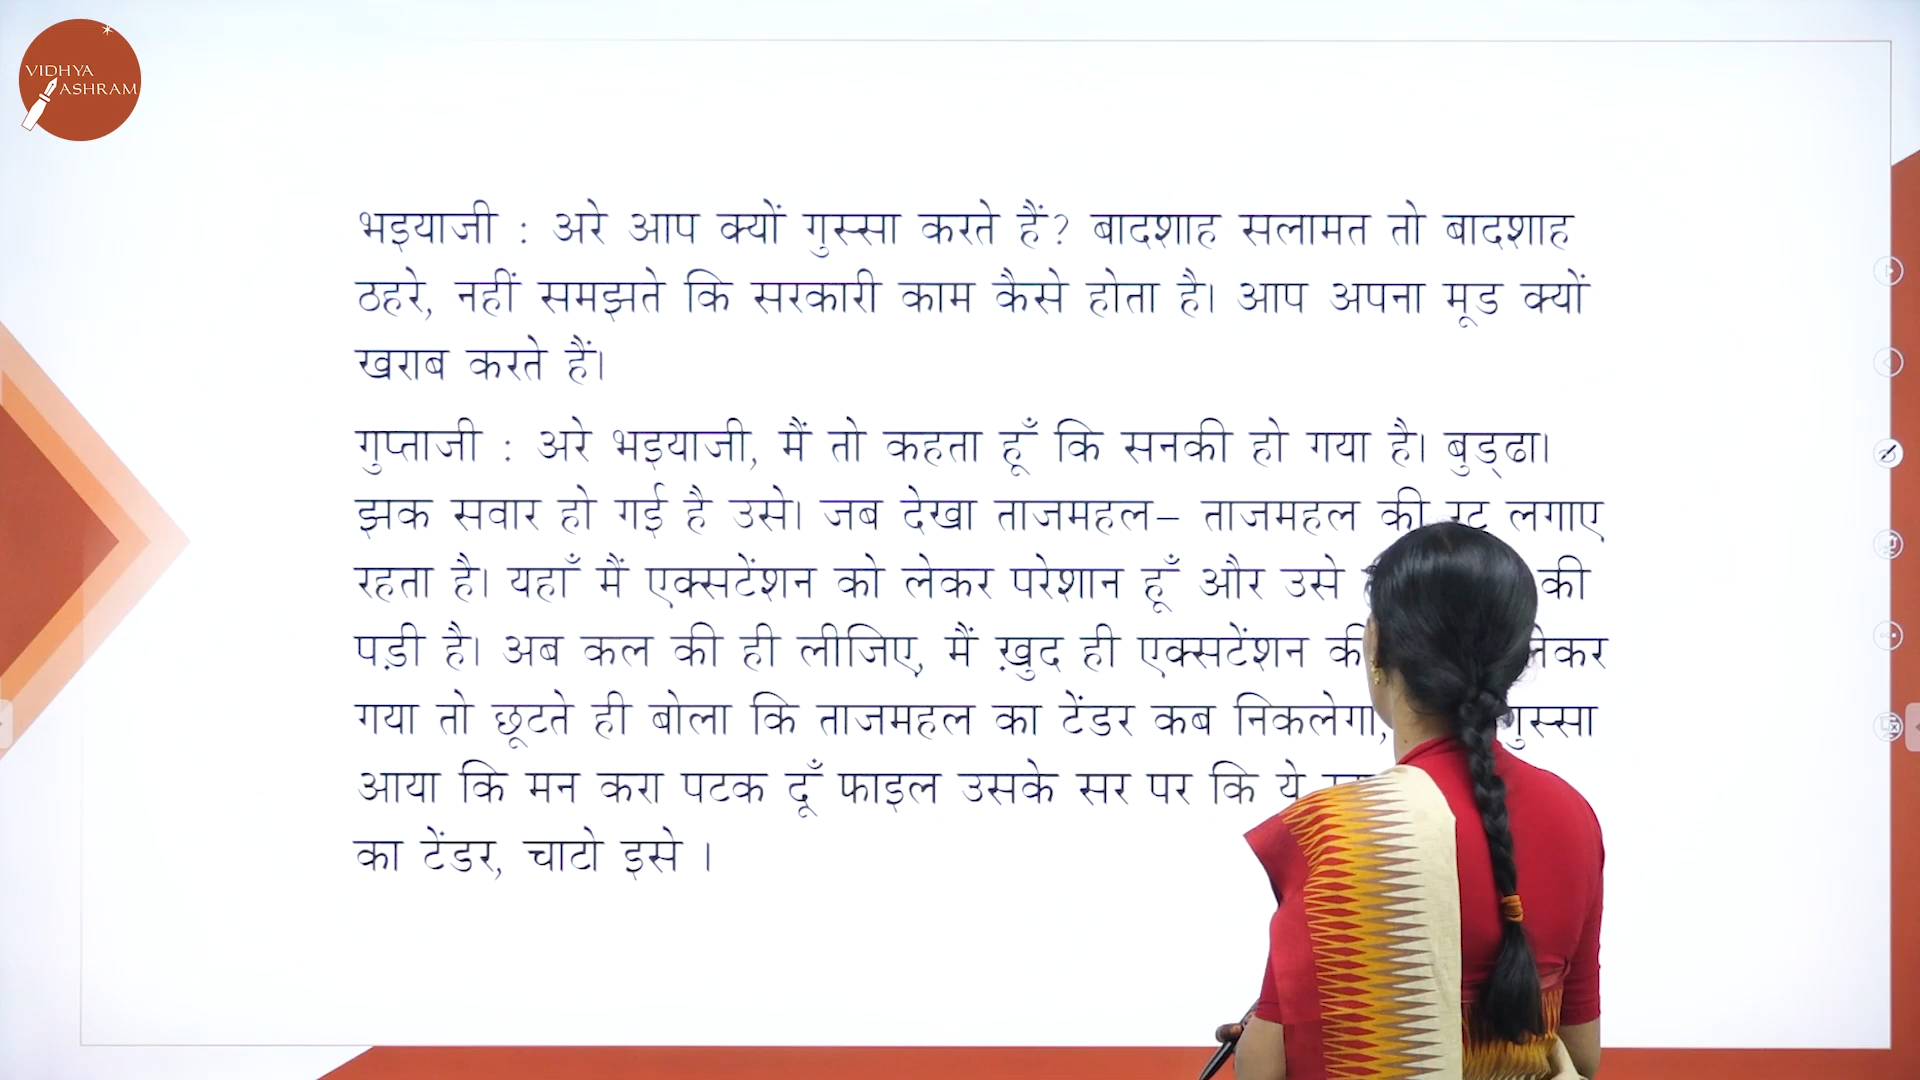 VIDHYA
ASHRAM
भइयाजी : अरे आप क्यों गुस्सा करते हैं? बादशाह सलामत तो बादशाह
ठहरे, नहीं समझते कि सरकारी काम कैसे होता है। आप अपना मूड क्यों
खराब करते हैं।
गुप्ताजी : अरे भइयाजी, मैं तो कहता हूँ कि सनकी हो गया है। बुड्ढा।
झक सवार हो गई है उसे। जब देखा ताजमहल– ताजमहल की रट लगाए
रहता है। यहाँ मैं एक्सटेंशन को लेकर परेशान हूँ और उसे की
पड़ी है। अब कल की ही लीजिए, मैं ख़ुद ही एक्सटेंशन की लेकर
गया तो छूटते ही बोला कि ताजमहल का टेंडर कब निकलेगा, गुस्सा
आया कि मन करा पटक दूँ फाइल उसके सर पर कि ये
का टेंडर, चाटो इसे ।